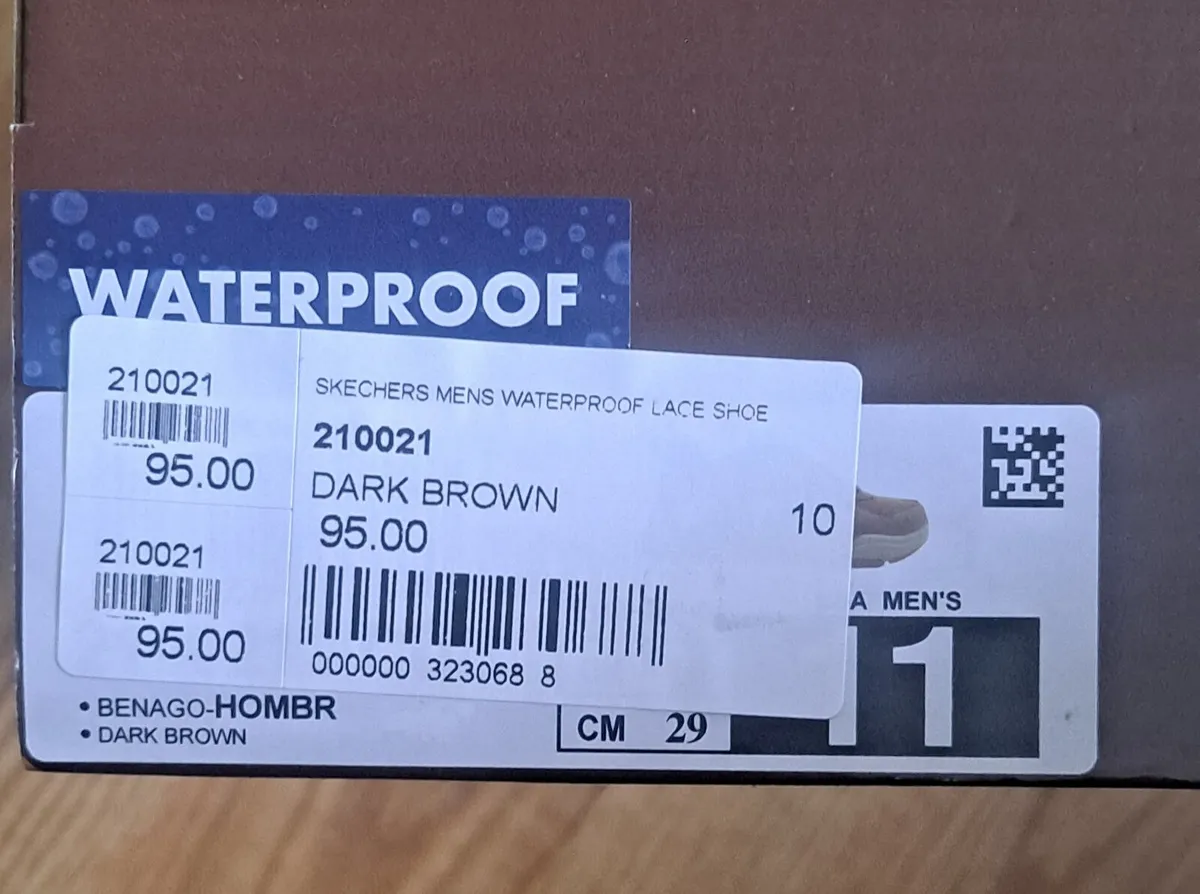 WATERPROOF
210021
95.00
210021
95.00
SKECHERS MENS WATERPROOF LACE SHOE
210021
DARK BROWN
95.00
10
000000 323068 8
A MEN'S
11
CM 29
• BENAGO-HOMBR
• DARK BROWN